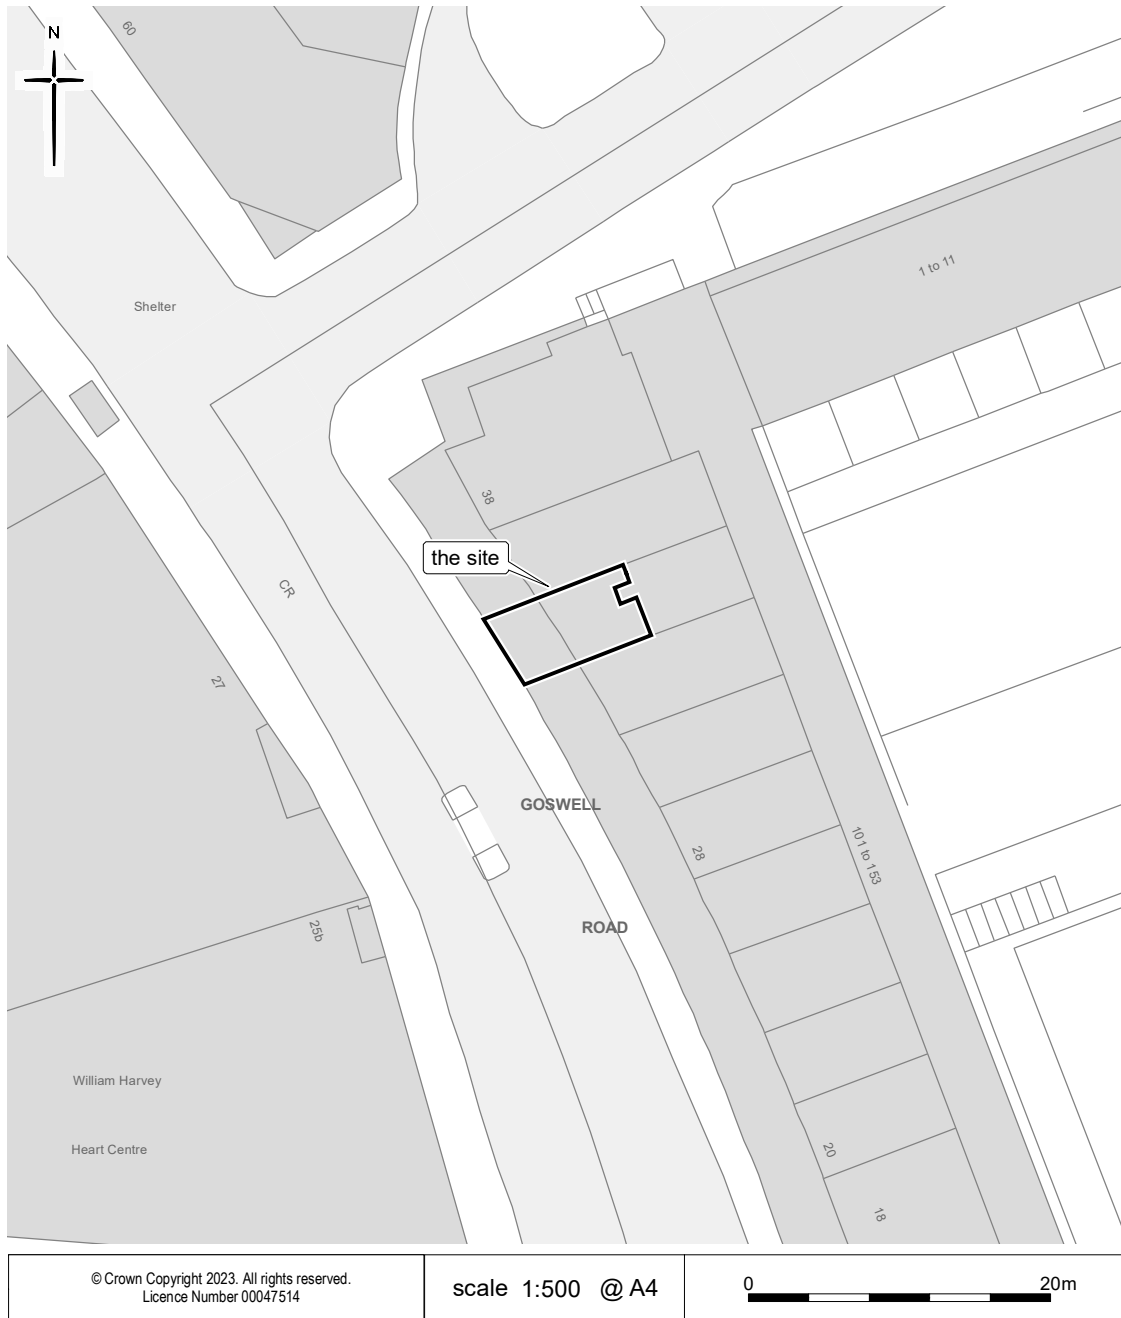 N
60
1 to 11
Shelter
38
the site
CR
27
GOSWELL
28
101 to 153
ROAD
25b
William Harvey
Heart Centre
20
18
© Crown Copyright 2023. All rights reserved.
Licence Number 00047514
scale 1:500 @ A4
0 20m